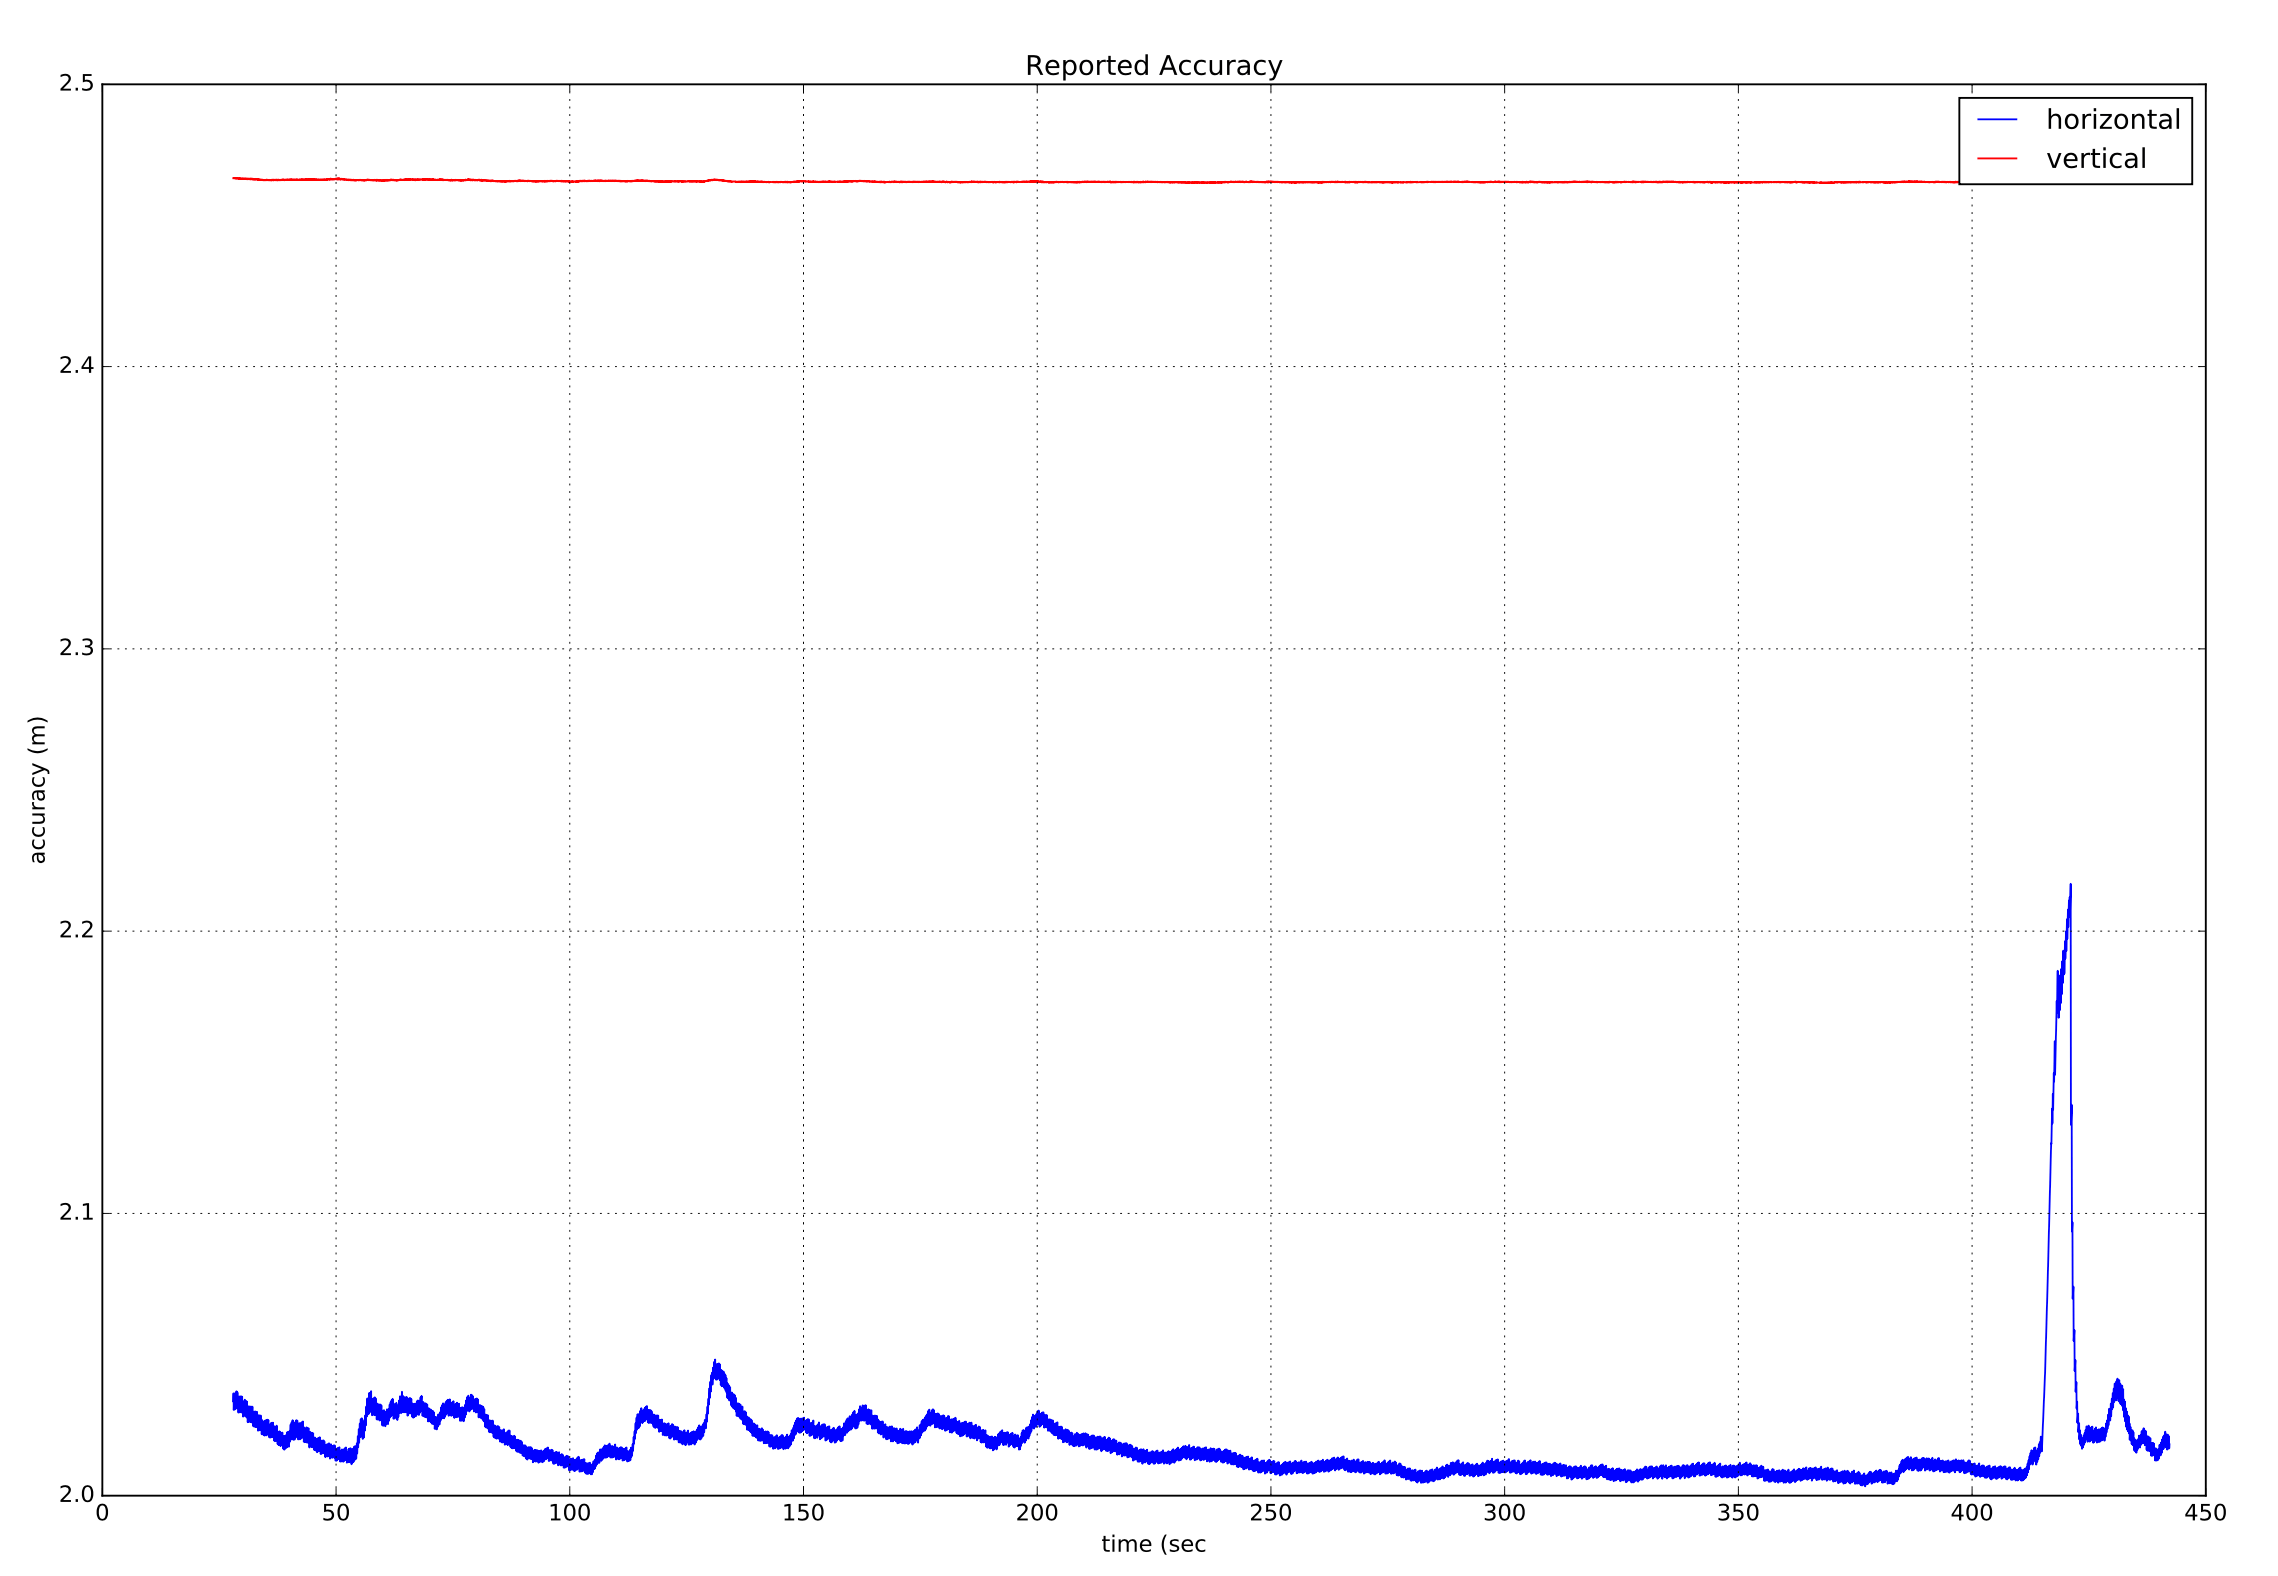 Reported Accuracy
2.5
horizontal
vertical
2.4
2.3
accuracy (m)
2.2
2.1
2.0
0 50 100 150 200 250 300 350 400 450
time (sec